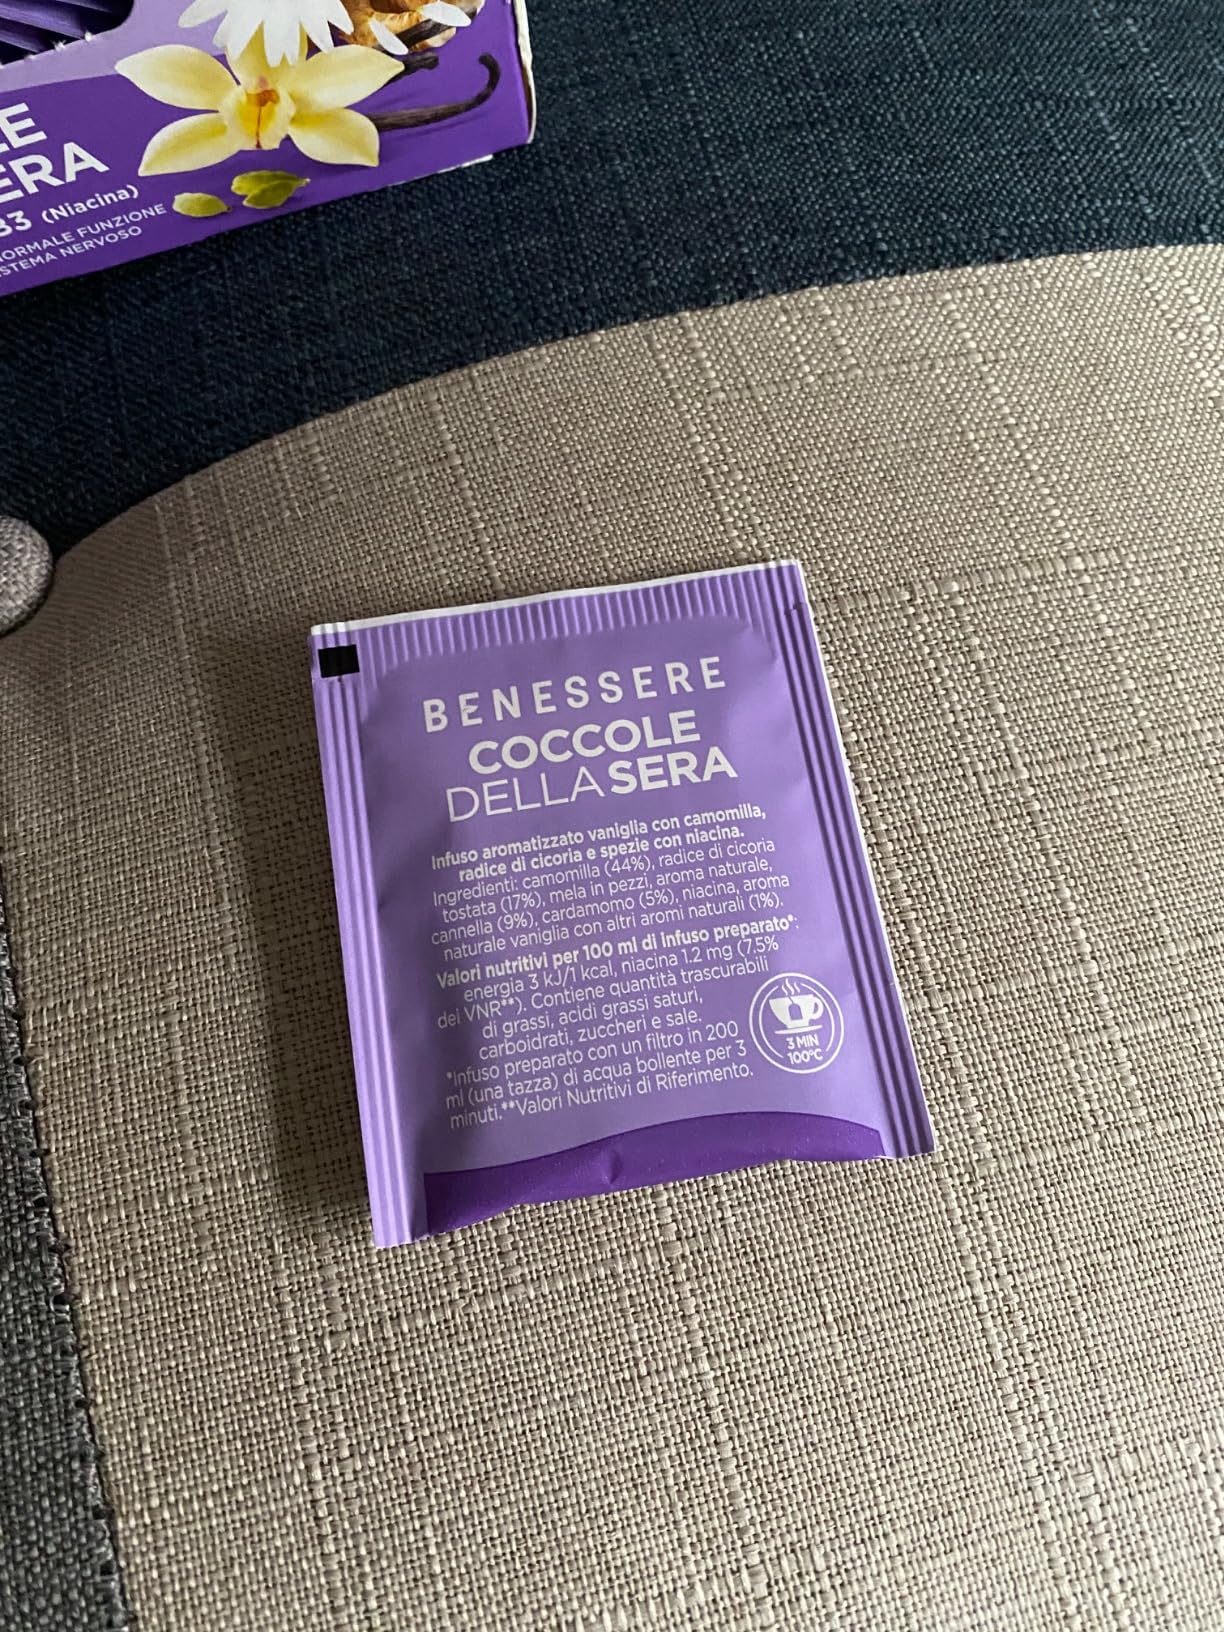 LE
ERA
B3 (Niacina)
NORMALE FUNZIONE
SISTEMA NERVOSO
BENESSERE
COCCOLE
DELLA SERA
Infuso aromatizzato vaniglia con camomilla,
radice di cicoria e spezie con niacina.
Ingredienti: camomilla (44%), radice di cicoria
tostata (17%), mela in pezzi, aroma naturale,
cannella (9%), cardamomo (5%), niacina, aroma
naturale vaniglia con altri aromi naturali (1%).
Valori nutritivi per 100 ml di infuso preparato*:
energia 3 kJ/1 kcal, niacina 1.2 mg (7.5%
dei VNR**). Contiene quantità trascurabili
di grassi, acidi grassi saturi,
carboidrati, zuccheri e sale.
*Infuso preparato con un filtro in 200
ml (una tazza) di acqua bollente per 3
minuti.**Valori Nutritivi di Riferimento.
3 MIN
100°C